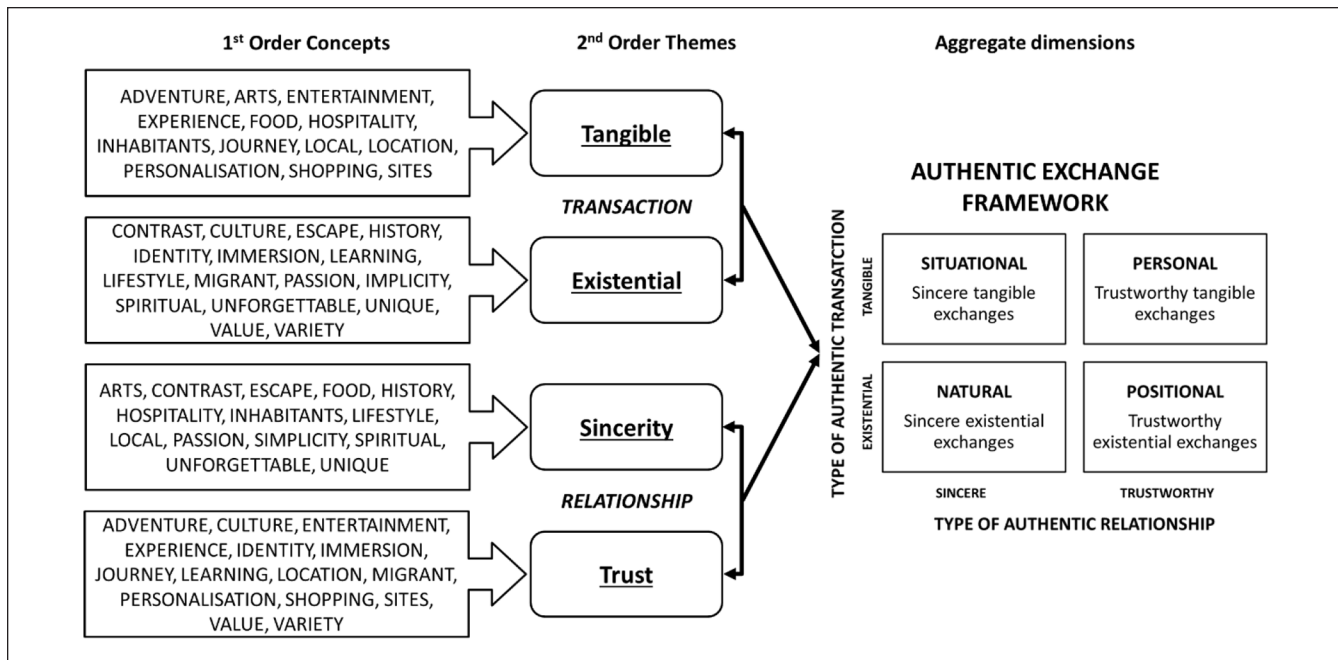 1st Order Concepts
2nd Order Themes
Aggregate dimensions
ADVENTURE, ARTS, ENTERTAINMENT,
EXPERIENCE, FOOD, HOSPITALITY,
INHABITANTS, JOURNEY, LOCAL, LOCATION,
PERSONALISATION, SHOPPING, SITES
Tangible
TRANSACTION
CONTRAST, CULTURE, ESCAPE, HISTORY,
IDENTITY, IMMERSION, LEARNING,
LIFESTYLE, MIGRANT, PASSION, IMPLICITY,
SPIRITUAL, UNFORGETTABLE, UNIQUE,
VALUE, VARIETY
Existential
ARTS, CONTRAST, ESCAPE, FOOD, HISTORY,
HOSPITALITY, INHABITANTS, LIFESTYLE,
LOCAL, PASSION, SIMPLICITY, SPIRITUAL,
UNFORGETTABLE, UNIQUE
Sincerity
RELATIONSHIP
ADVENTURE, CULTURE, ENTERTAINMENT,
EXPERIENCE, IDENTITY, IMMERSION,
JOURNEY, LEARNING, LOCATION, MIGRANT,
PERSONALISATION, SHOPPING, SITES,
VALUE, VARIETY
Trust
AUTHENTIC EXCHANGE
FRAMEWORK
TYPE OF AUTHENTIC TRANSATCTION
TANGIBLE
SITUATIONAL
Sincere tangible
exchanges
PERSONAL
Trustworthy tangible
exchanges
EXISTENTIAL
NATURAL
Sincere existential
exchanges
POSITIONAL
Trustworthy
existential exchanges
SINCERE
TRUSTWORTHY
TYPE OF AUTHENTIC RELATIONSHIP